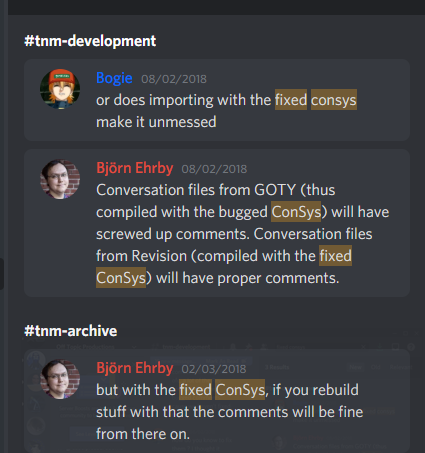 #tnm-development
Bogie 08/02/2018
or does importing with the fixed consys
make it unmessed
Björn Ehrby 08/02/2018
Conversation files from GOTY (thus
compiled with the bugged ConSys) will have
screwed up comments. Conversation files
from Revision (compiled with the fixed
ConSys) will have proper comments.
#tnm-archive
Björn Ehrby 02/03/2018
but with the fixed ConSys, if you rebuild
stuff with that the comments will be fine
from there on.